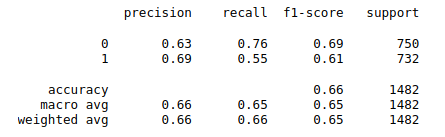 precision recall f1-score support
0 0.63 0.76 0.69 750
1 0.69 0.55 0.61 732
accuracy 0.66 1482
macro avg 0.66 0.65 0.65 1482
weighted avg 0.66 0.66 0.65 1482